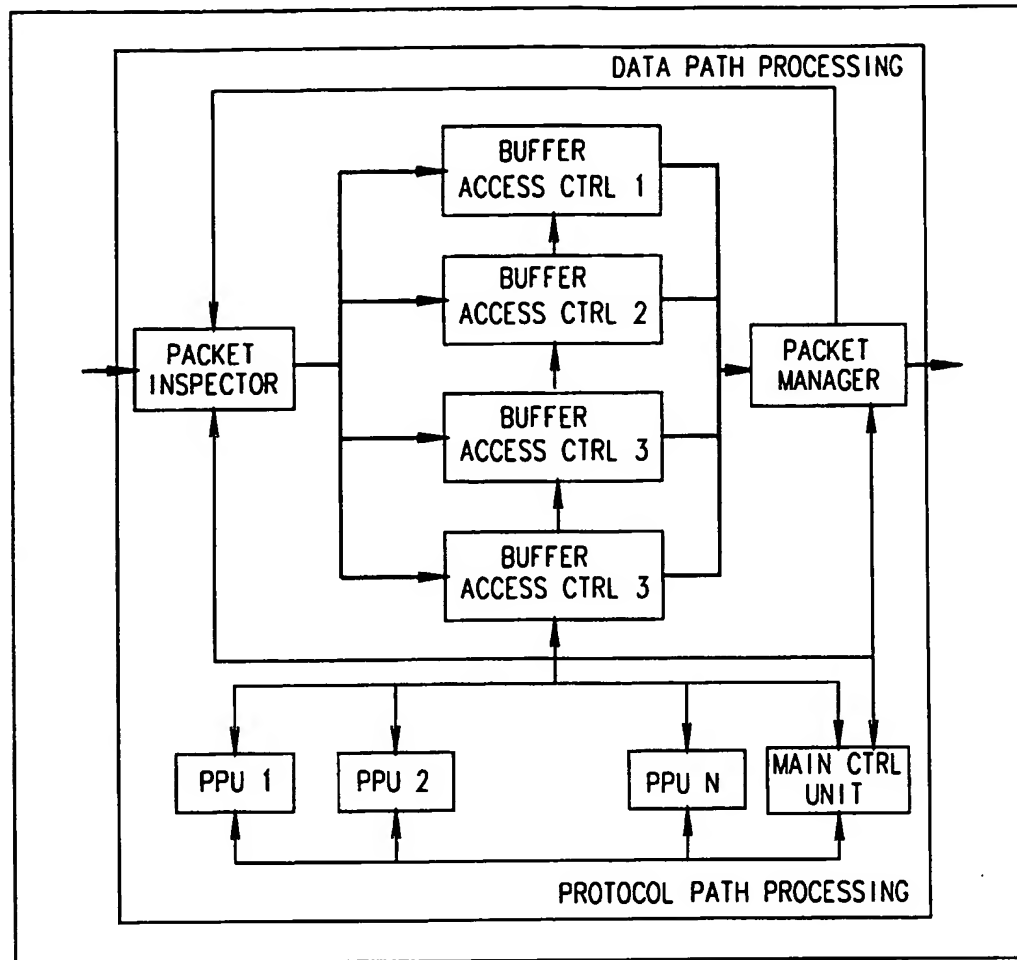 DATA PATH PROCESSING
BUFFER
ACCESS CTRL 1
BUFFER
ACCESS CTRL 2
PACKET
INSPECTOR
PACKET
MANAGER
BUFFER
ACCESS CTRL 3
BUFFER
ACCESS CTRL 3
PPU 1
PPU 2
PPU N
MAIN CTRL
UNIT
PROTOCOL PATH PROCESSING